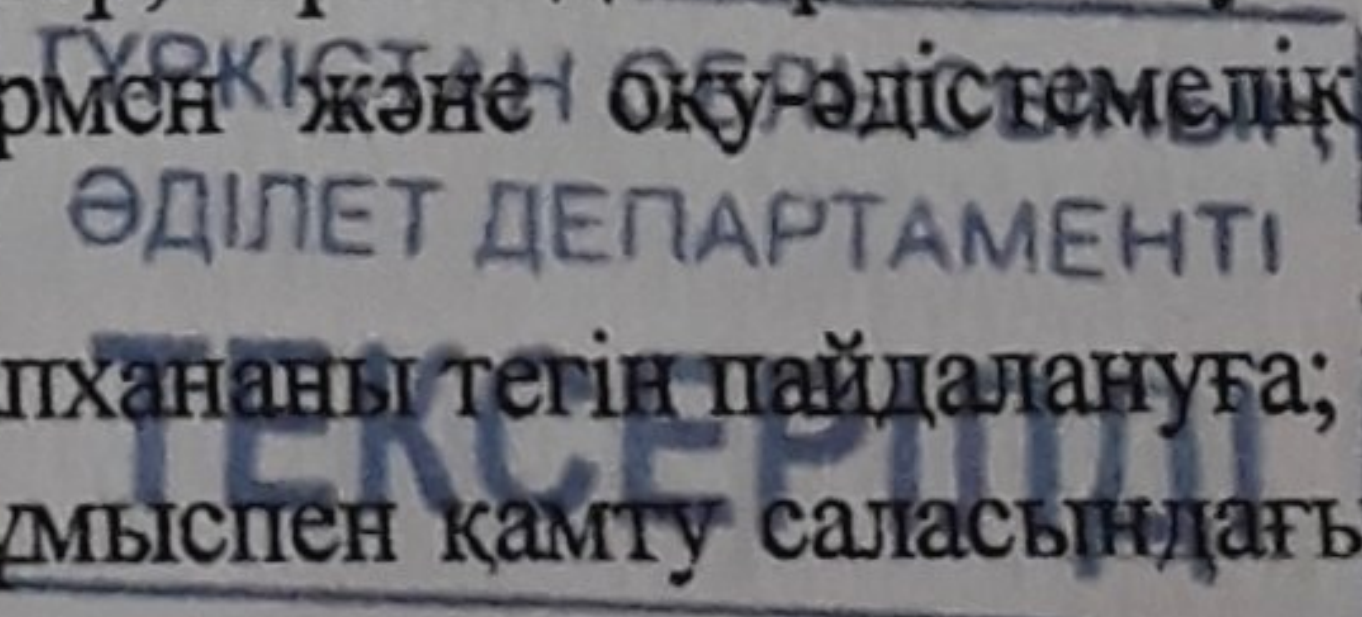 ТҮРКІСТАН ОБЛЫСЫНЫҢ
рмен және оқу-әдістемелік
ӘДІЛЕТ ДЕПАРТАМЕНТІ
пхананы тегін пайдалануға;
ТЕКСЕРІЛДІ
ұмыспен қамту саласындағы